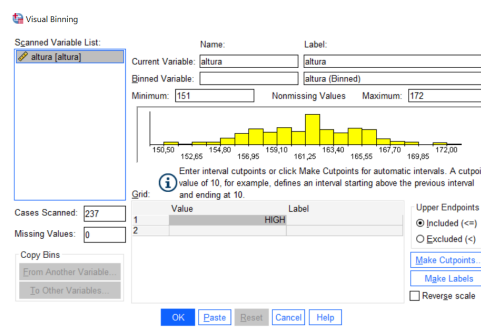 Visual Binning
Scanned Variable List:
altura [altura]
Name:
Label:
Current Variable:
altura
altura
Binned Variable:
altura (Binned)
Minimum:
151
Nonmissing Values
Maximum:
172
150,50
154,80
159,10
163,40
167,70
172,00
152,65
156,95
161,25
165,55
169,85
Enter interval cutpoints or click Make Cutpoints for automatic intervals. A cutpoi
value of 10, for example, defines an interval starting above the previous interval
and ending at 10.
Grid:
Value
Label
1
HIGH
2
Cases Scanned:
237
Missing Values:
0
Copy Bins
From Another Variable...
To Other Variables...
Upper Endpoints
Included (<=)
Excluded (<)
Make Cutpoints..
Make Labels
Reverse scale
OK
Paste
Reset
Cancel
Help